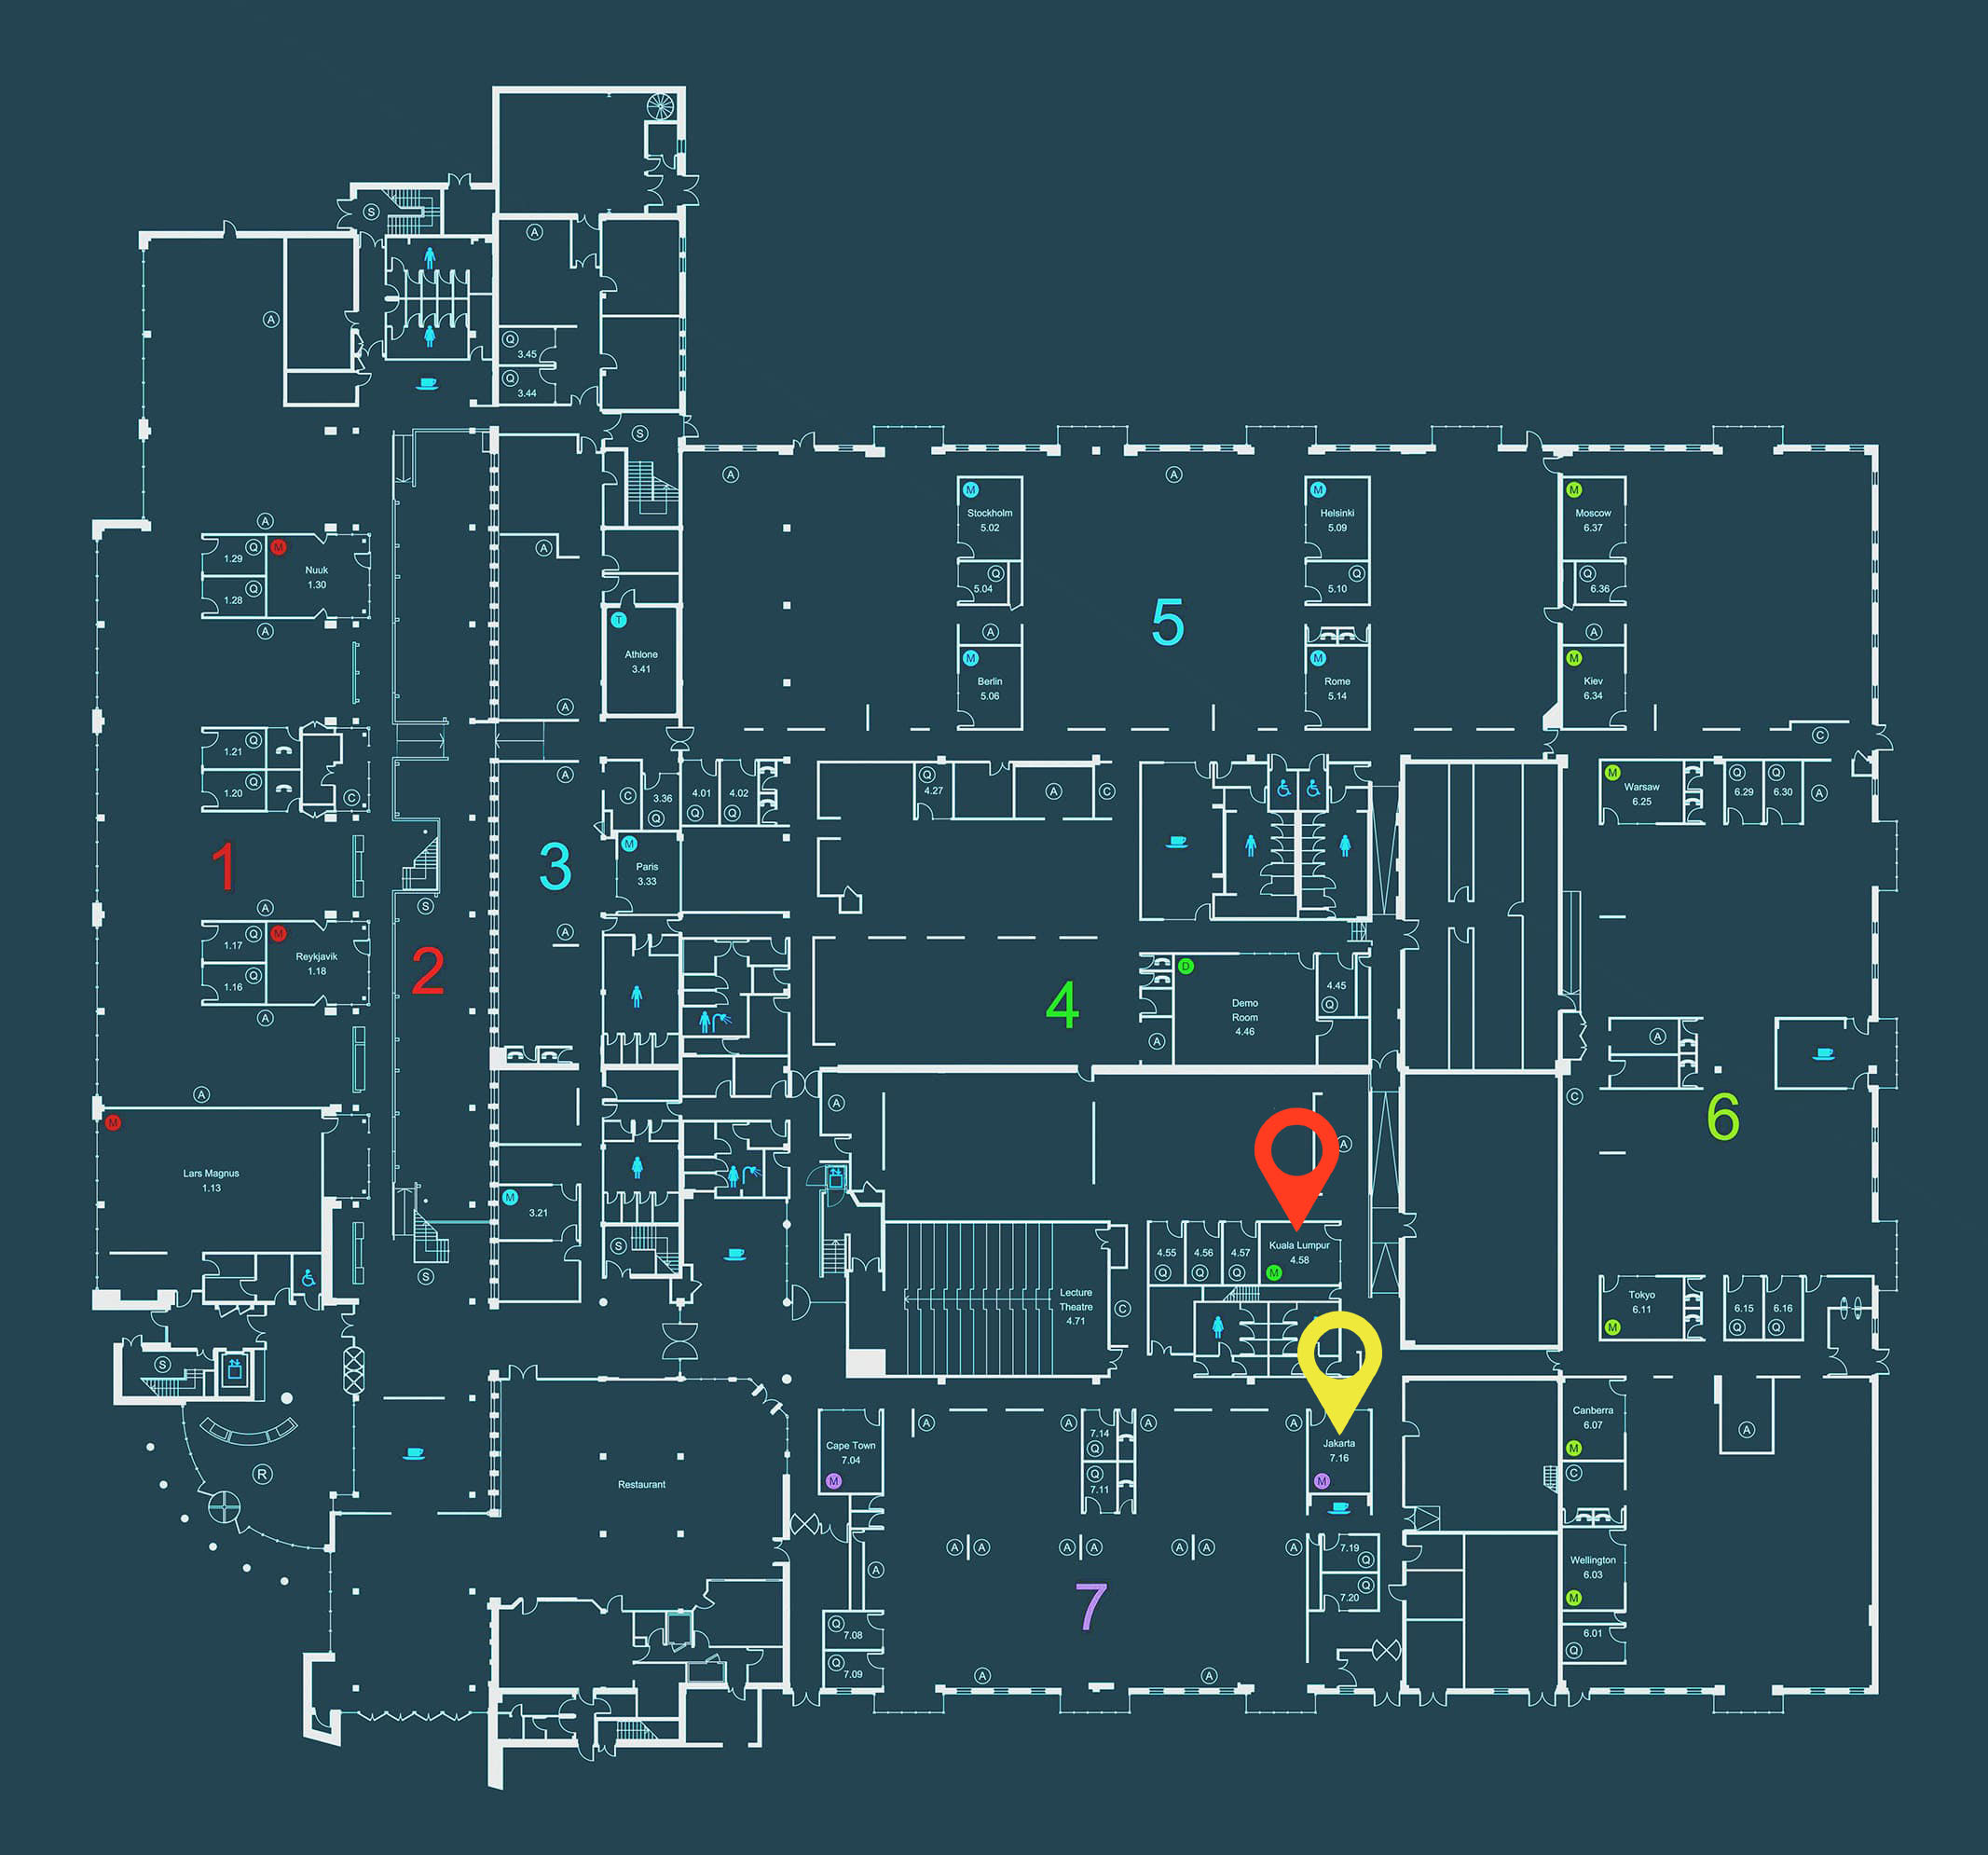 S
A
A
Q
3.45
Q
3.44
S
A
A
M
Stockholm
5.02
M
Helsinki
5.09
M
Moscow
6.37
A
1.29
Q
M
Nuuk
1.30
1.28
Q
A
A
Q
5.04
Q
5.10
Q
6.36
5
T
Athlone
3.41
A
A
M
Berlin
5.06
M
Rome
5.14
M
Kiev
6.34
A
C
1.21
Q
1.20
Q
C
A
C
3.36
Q
4.01
Q
4.02
Q
Q
4.27
A
C
M
Warsaw
6.25
Q
6.29
Q
6.30
A
1
3
M
Paris
3.33
A
S
A
1.17
Q
M
Reykjavik
1.18
1.16
Q
A
2
4
D
Demo
Room
4.46
4.45
Q
A
A
C
6
A
M
Lars Magnus
1.13
A
A
M
3.21
S
S
4.55
Q
4.56
Q
4.57
Q
Kuala Lumpur
4.58
M
Lecture
Theatre
4.71
C
Tokyo
6.11
M
6.15
Q
6.16
Q
S
R
Restaurant
Cape Town
7.04
M
A
A
7.14
Q
A
A
Q
7.11
Jakarta
7.16
M
Canberra
6.07
M
C
A
A
A
A
A
A
A
A
A
7.19
Q
Q
7.20
Wellington
6.03
M
7
Q
7.08
Q
7.09
6.01
Q
A
A